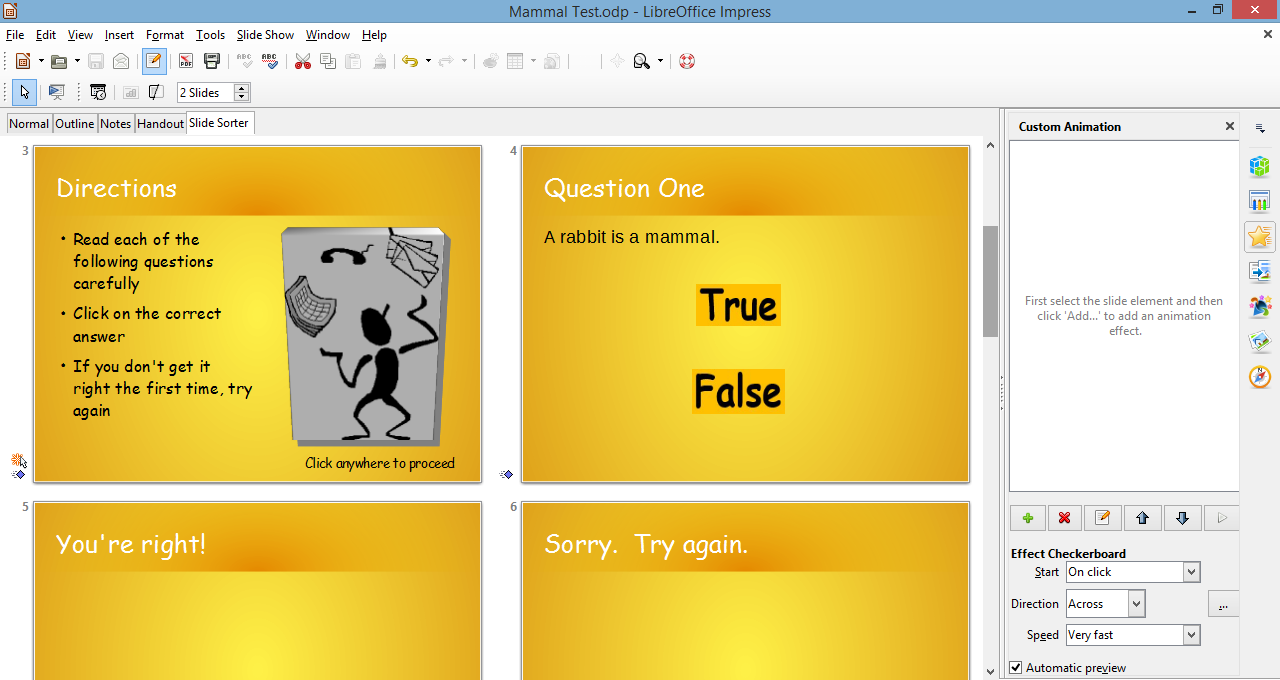 Mammal Test.odp - LibreOffice Impress
File Edit View Insert Format Tools Slide Show Window Help
PDF ABC ABC
2 Slides
Normal Outline Notes Handout Slide Sorter
3
Directions
• Read each of the
following questions
carefully
• Click on the correct
answer
• If you don't get it
right the first time, try
again
Click anywhere to proceed
4
Question One
A rabbit is a mammal.
True
False
5
You're right!
6
Sorry. Try again.
Custom Animation
First select the slide element and then
click 'Add...' to add an animation
effect.
Effect Checkerboard
Start On click
Direction Across ...
Speed Very fast
Automatic preview